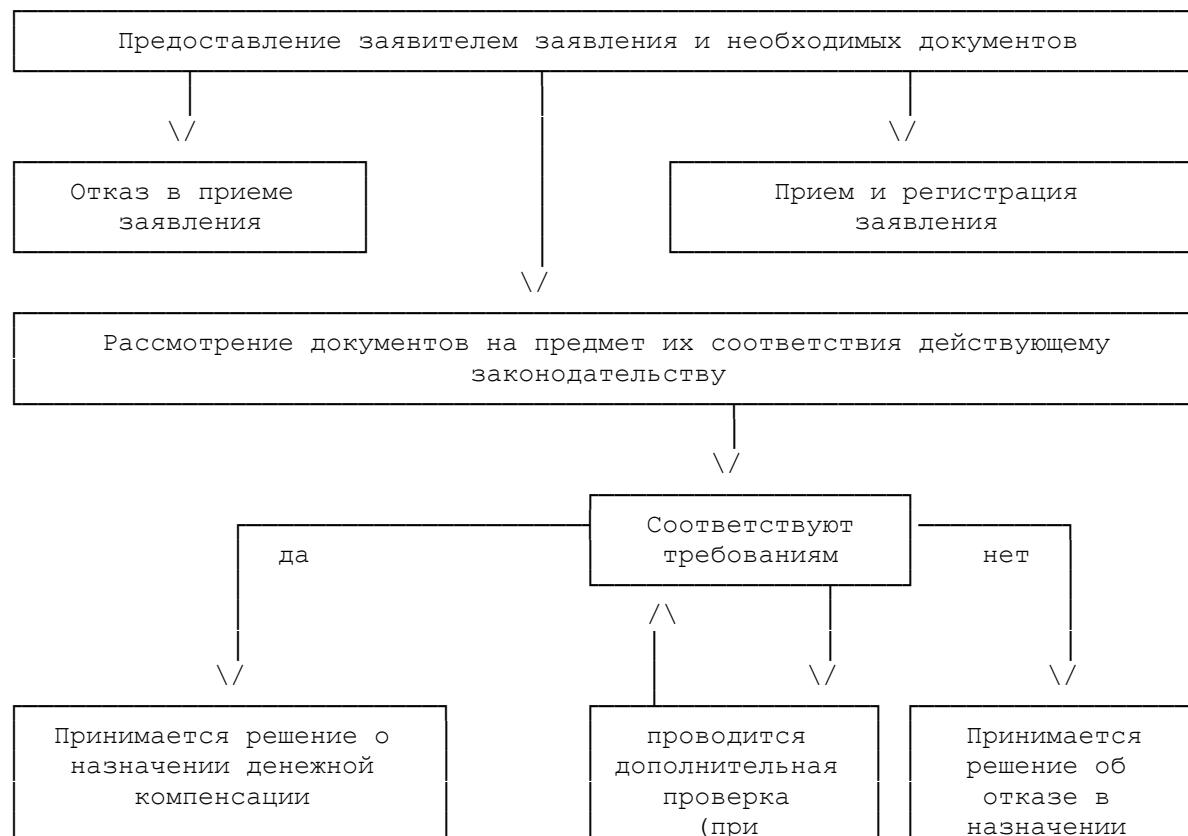 Предоставление заявителем заявления и необходимых документов
Отказ в приеме
заявления
Прием и регистрация
заявления
Рассмотрение документов на предмет их соответствия действующему
законодательству
Соответствуют
требованиям
да
нет
Принимается решение о
назначении денежной
компенсации
проводится
дополнительная
проверка
(при
Принимается
решение об
отказе в
назначении